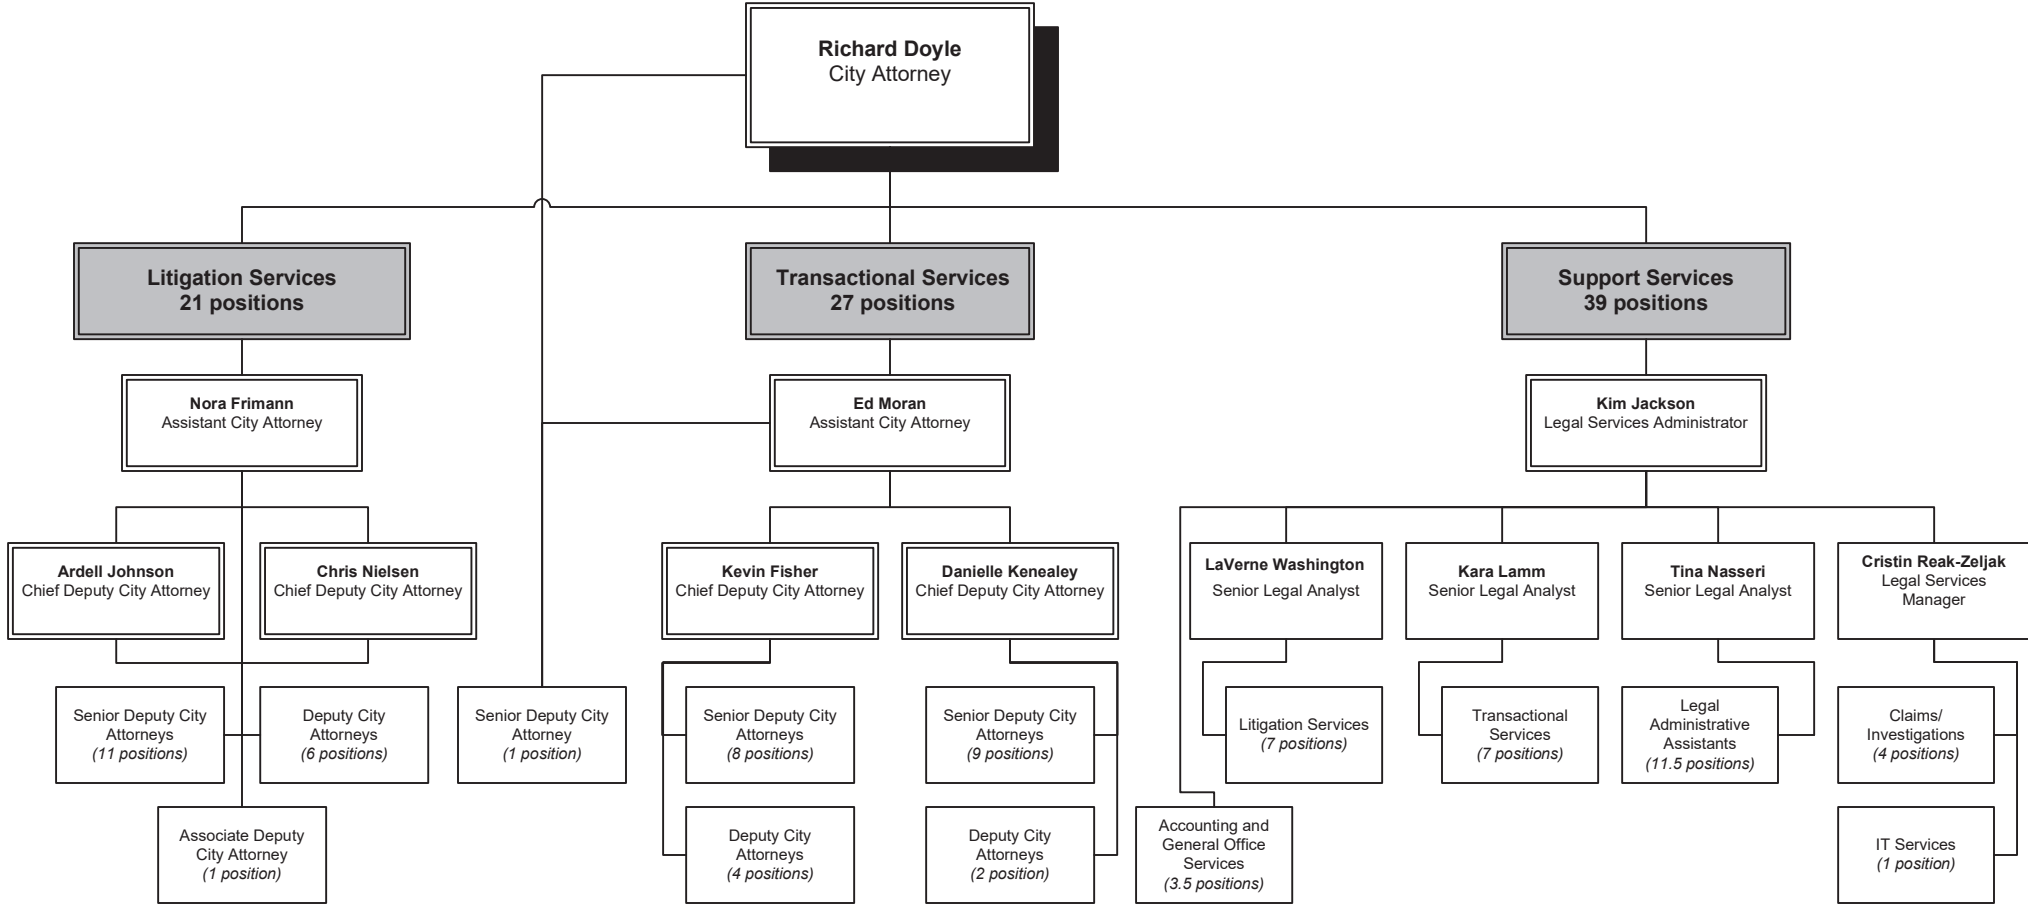 Richard Doyle
City Attorney
Litigation Services
21 positions
Transactional Services
27 positions
Support Services
39 positions
Nora Frimann
Assistant City Attorney
Ed Moran
Assistant City Attorney
Kim Jackson
Legal Services Administrator
Ardell Johnson
Chief Deputy City Attorney
Chris Nielsen
Chief Deputy City Attorney
Kevin Fisher
Chief Deputy City Attorney
Danielle Kenealey
Chief Deputy City Attorney
LaVerne Washington
Senior Legal Analyst
Kara Lamm
Senior Legal Analyst
Tina Nasseri
Senior Legal Analyst
Cristin Reak-Zeljak
Legal Services
Manager
Senior Deputy City
Attorneys
(11 positions)
Deputy City
Attorneys
(6 positions)
Senior Deputy City
Attorney
(1 position)
Senior Deputy City
Attorneys
(8 positions)
Senior Deputy City
Attorneys
(9 positions)
Litigation Services
(7 positions)
Transactional
Services
(7 positions)
Legal
Administrative
Assistants
(11.5 positions)
Claims/
Investigations
(4 positions)
Associate Deputy
City Attorney
(1 position)
Deputy City
Attorneys
(4 positions)
Deputy City
Attorneys
(2 position)
Accounting and
General Office
Services
(3.5 positions)
IT Services
(1 position)